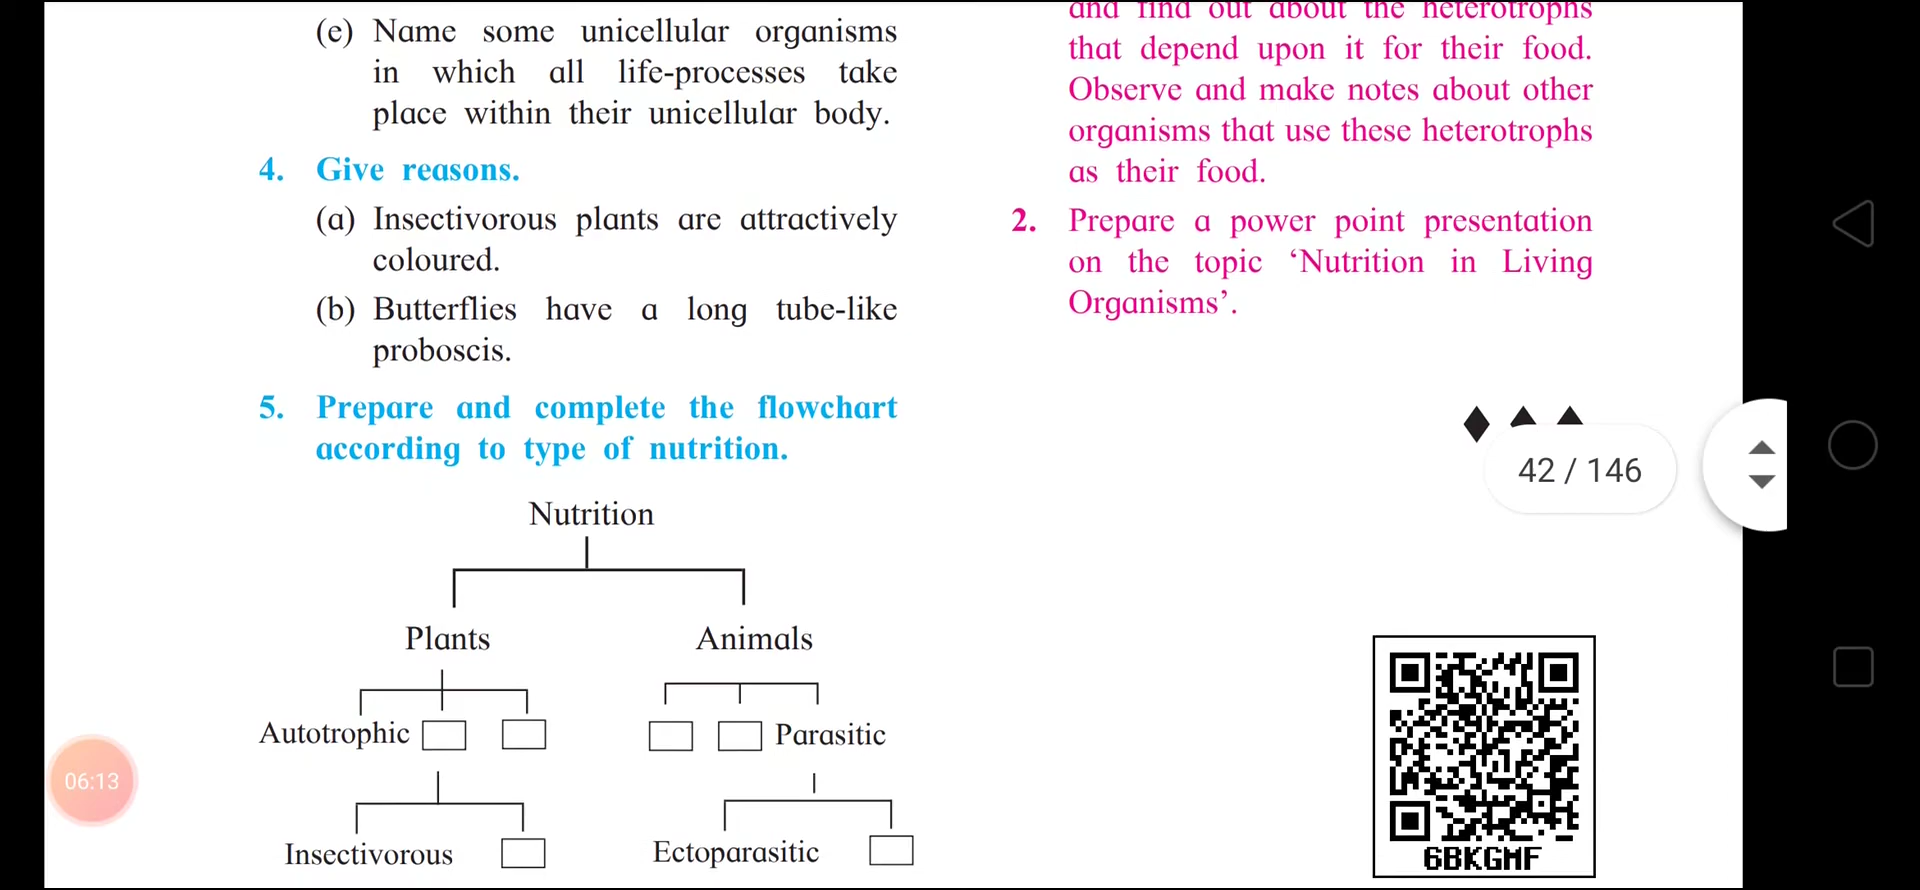 (e) Name some unicellular organisms
in which all life-processes take
place within their unicellular body.
4. Give reasons.
(a) Insectivorous plants are attractively
coloured.
(b) Butterflies have a long tube-like
proboscis.
5. Prepare and complete the flowchart
according to type of nutrition.
Nutrition
Plants Animals
Autotrophic Parasitic
Insectivorous Ectoparasitic
and find out about the heterotrophs
that depend upon it for their food.
Observe and make notes about other
organisms that use these heterotrophs
as their food.
2. Prepare a power point presentation
on the topic ‘Nutrition in Living
Organisms’.
42 / 146
6BKGMF
06:13